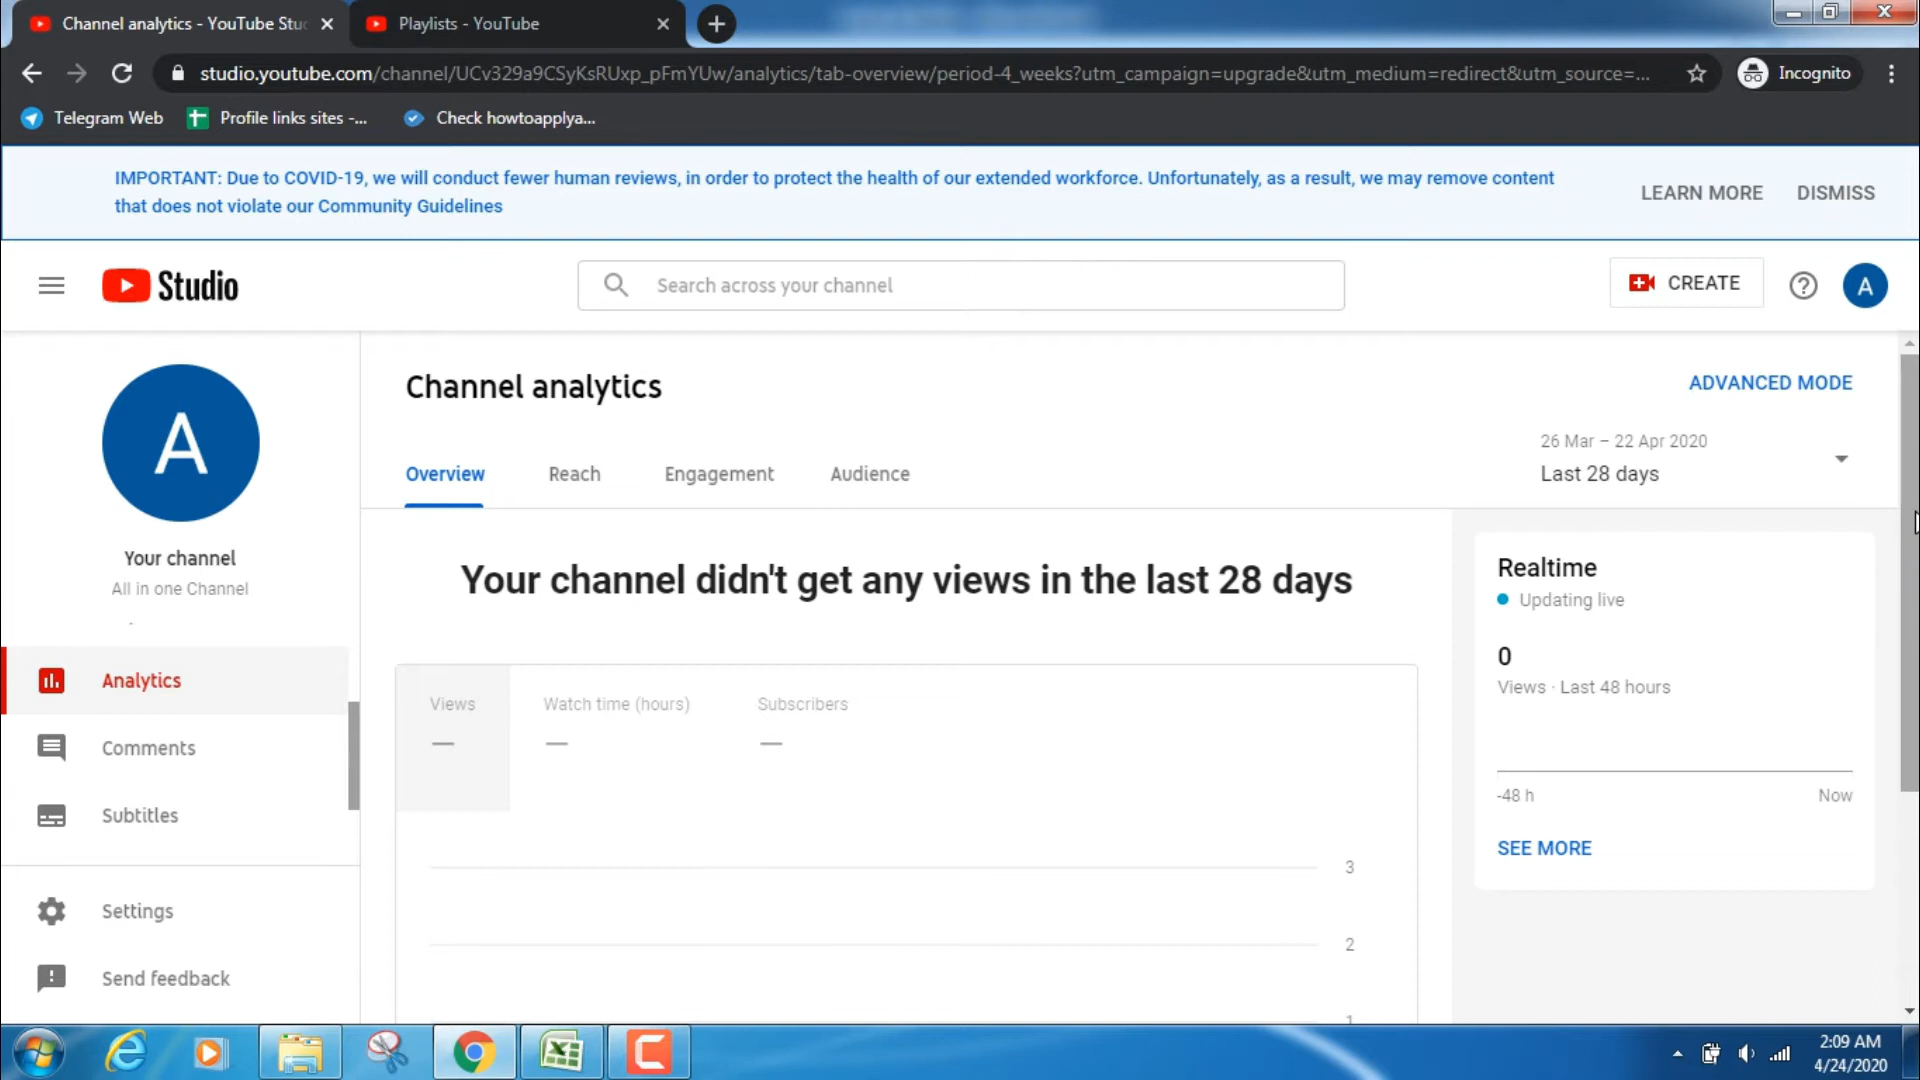 Channel analytics - YouTube Stu
Playlists - YouTube
studio.youtube.com/channel/UCv329a9CSyKsRUxp_pFmYUw/analytics/tab-overview/period-4_weeks?utm_campaign=upgrade&utm_medium=redirect&utm_source=...
Incognito
Telegram Web
Profile links sites -...
Check howtoapplya...
IMPORTANT: Due to COVID-19, we will conduct fewer human reviews, in order to protect the health of our extended workforce. Unfortunately, as a result, we may remove content
that does not violate our Community Guidelines
LEARN MORE
DISMISS
Studio
Search across your channel
CREATE
A
A
Your channel
All in one Channel
Analytics
Comments
Subtitles
Settings
Send feedback
Channel analytics
ADVANCED MODE
Overview
Reach
Engagement
Audience
26 Mar – 22 Apr 2020
Last 28 days
Your channel didn't get any views in the last 28 days
Views
Watch time (hours)
Subscribers
—
—
—
3
2
1
Realtime
Updating live
0
Views · Last 48 hours
-48 h
Now
SEE MORE
2:09 AM
4/24/2020